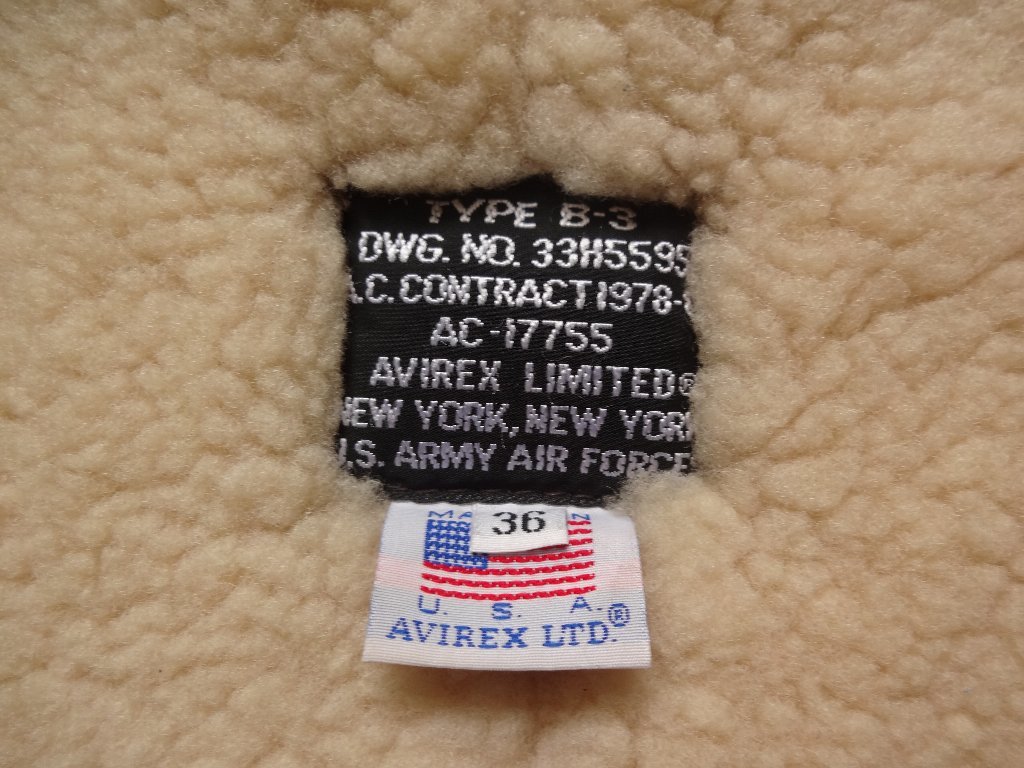 TYPE B-3
DWG. NO. 33H5595
A.C. CONTRACT 1978-
AC-17755
AVIREX LIMITED®
NEW YORK, NEW YORK
U.S. ARMY AIR FORCE
36
U. S. A.
AVIREX LTD.®